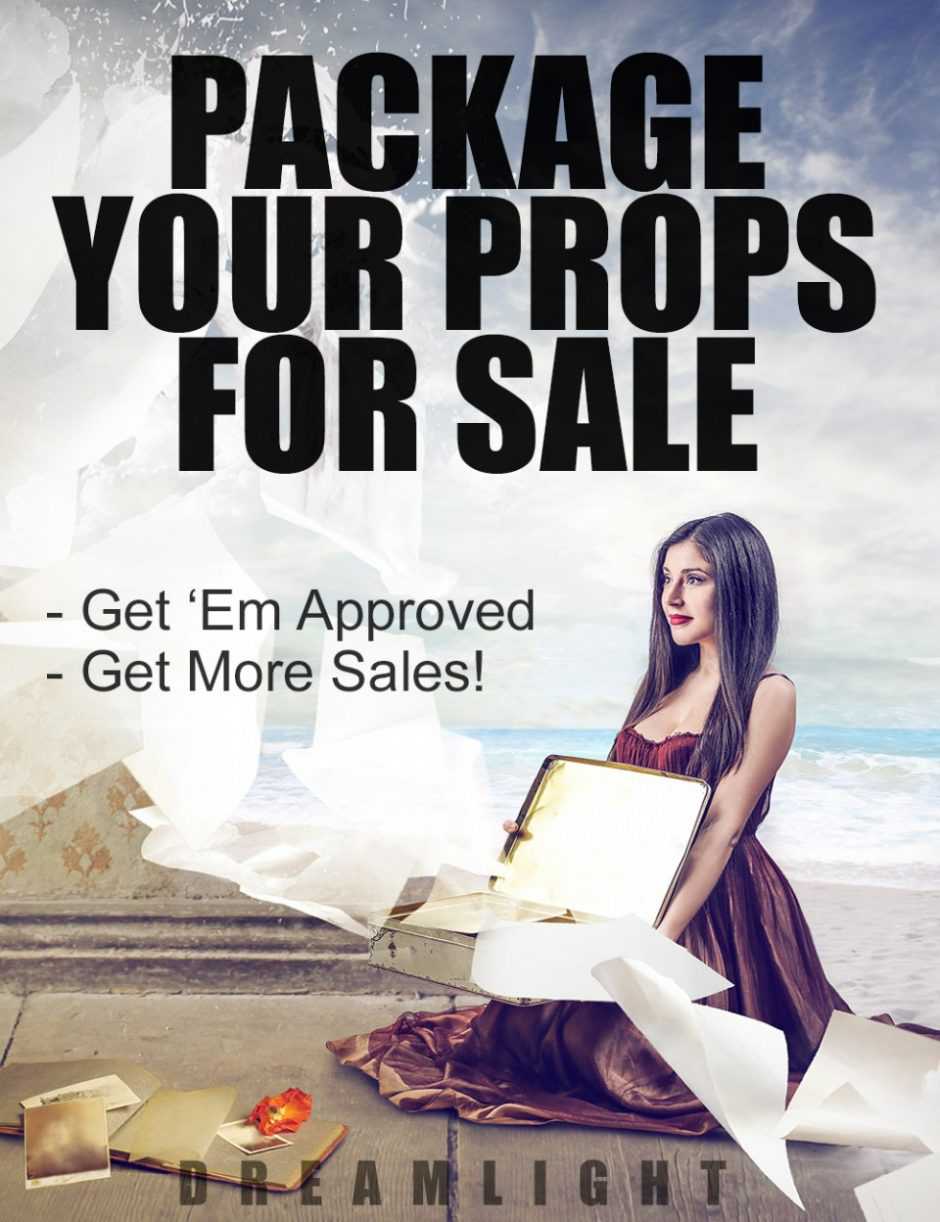 PACKAGE
YOUR PROPS
FOR SALE
- Get ‘Em Approved
- Get More Sales!
DREAMLIGHT